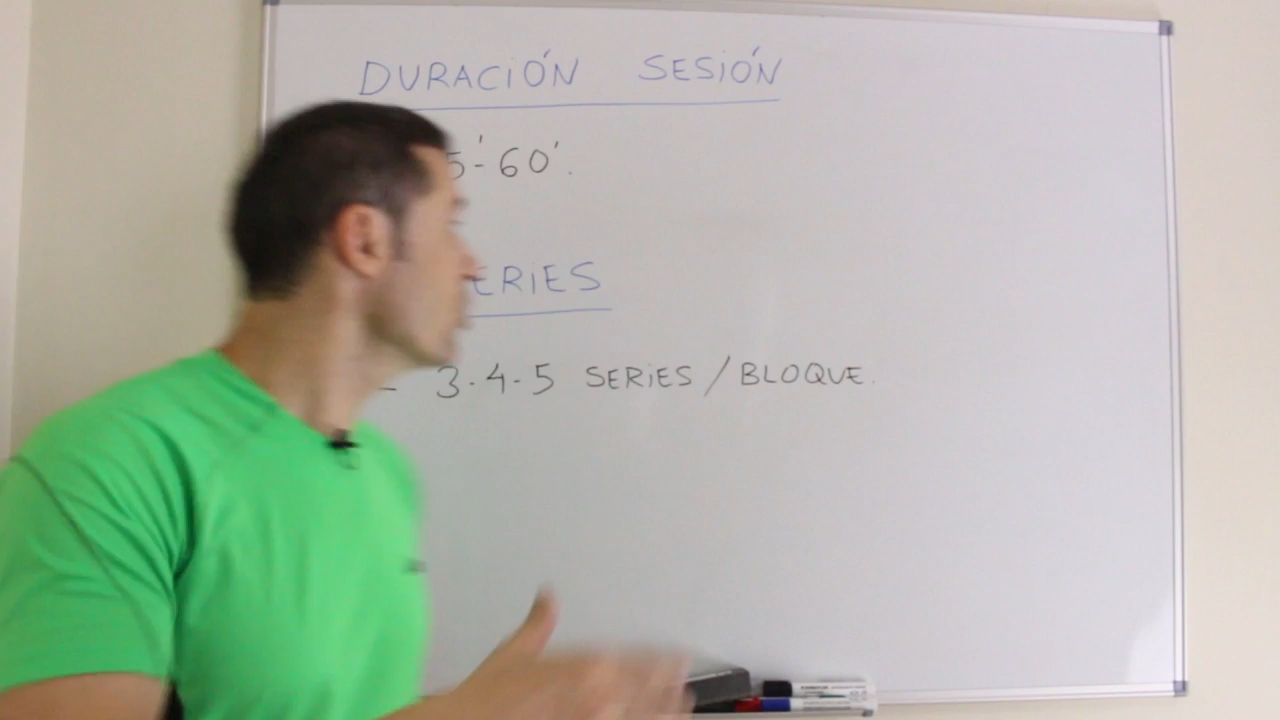 DURACIÓN SESIÓN
5'-60'.
ERIES
- 3-4-5 SERIES / BLOQUE.